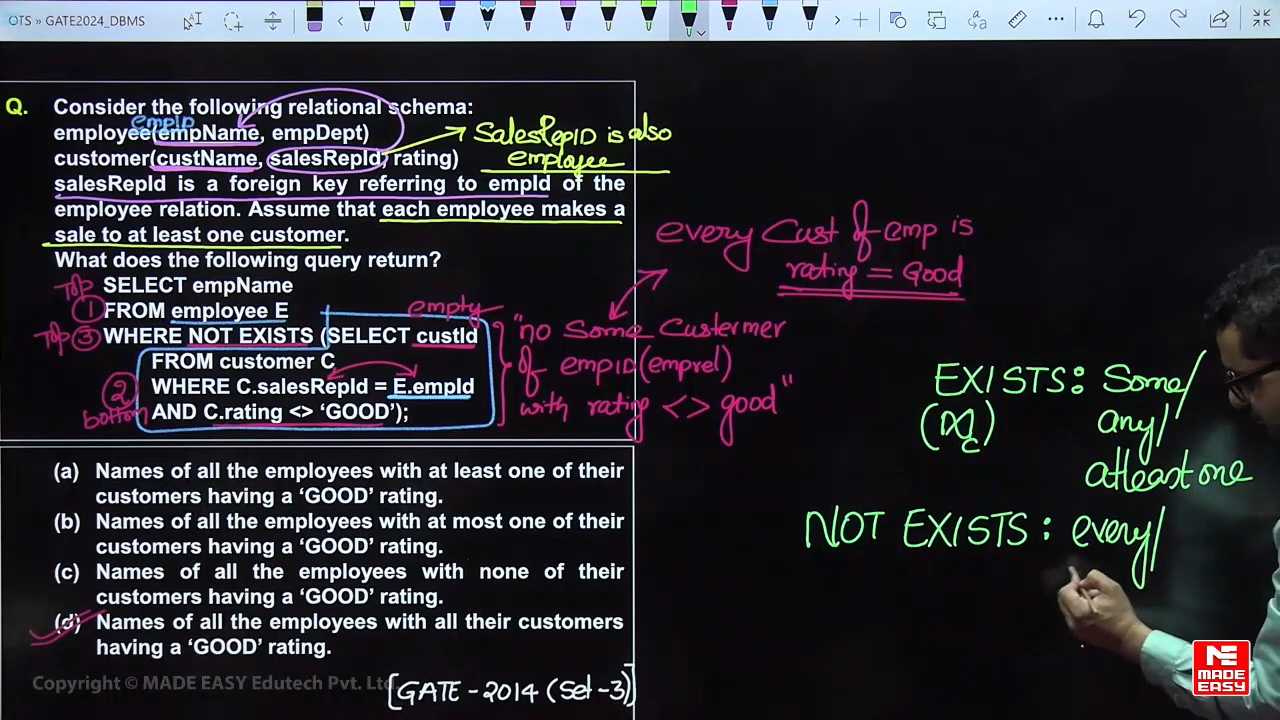 OTS » GATE2024_DBMS
Q. Consider the following relational schema:
empID
employee(empName, empDept)
customer(custName, salesRepId, rating)
SalesRepID is also
employee
salesRepId is a foreign key referring to empId of the
employee relation. Assume that each employee makes a
sale to at least one customer.
What does the following query return?
Top
SELECT empName
① FROM employee E
empty
Top ③ WHERE NOT EXISTS (SELECT custId
FROM customer C
② WHERE C.salesRepId = E.empId
bottom
AND C.rating <> 'GOOD');
every Cust of emp is
rating = Good
"no Some Custermer
of empID (emprel)
with rating <> good"
EXISTS: Some/
any/
atleast one
NOT EXISTS: every/
(a) Names of all the employees with at least one of their
customers having a 'GOOD' rating.
(b) Names of all the employees with at most one of their
customers having a 'GOOD' rating.
(c) Names of all the employees with none of their
customers having a 'GOOD' rating.
(d) Names of all the employees with all their customers
having a 'GOOD' rating.
Copyright © MADE EASY Edutech Pvt. Ltd
[GATE-2014 (Set-3)]
ME
MADE
EASY